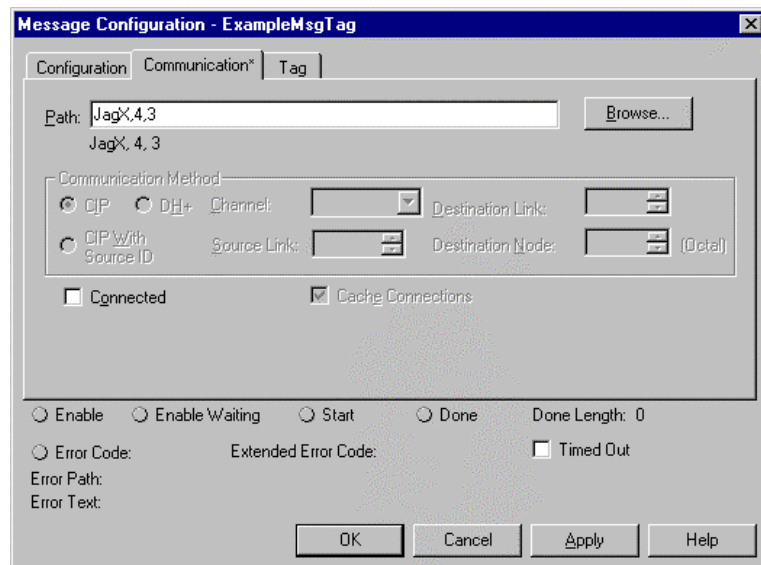 Message Configuration - ExampleMsgTag
Configuration Communication* Tag
Path: JagX,4,3 Browse...
JagX, 4, 3
Communication Method
CIP DH+ Channel: Destination Link:
CIP With Source Link: Destination Node: (Octal)
Source ID
Connected Cache Connections
Enable Enable Waiting Start Done Done Length: 0
Error Code: Extended Error Code: Timed Out
Error Path:
Error Text:
OK Cancel Apply Help